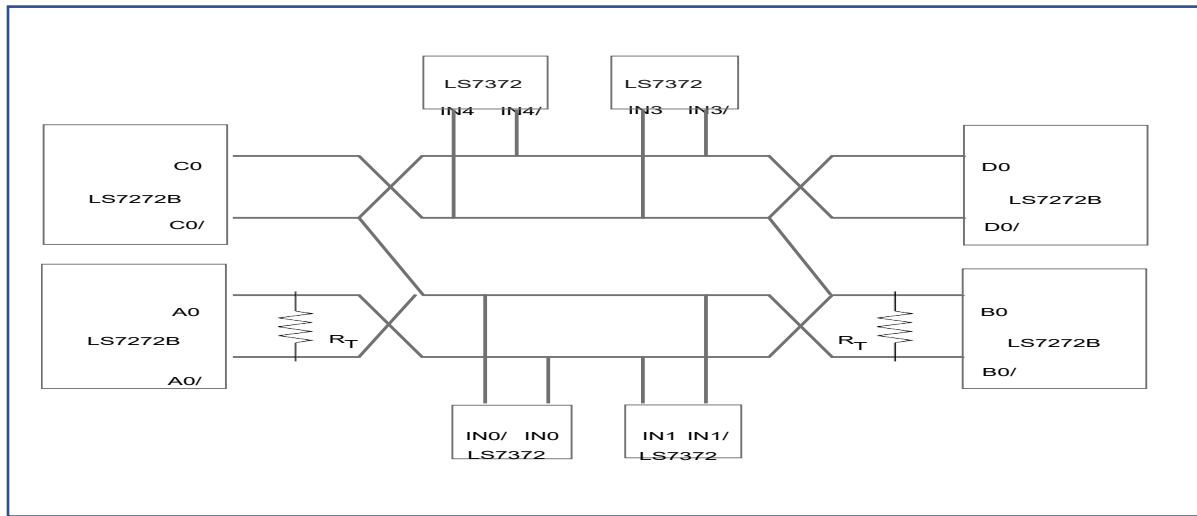 LS7372
IN4 IN4/
LS7372
IN3 IN3/
C0
LS7272B
C0/
D0
LS7272B
D0/
A0
LS7272B
A0/
RT
RT
B0
LS7272B
B0/
IN0/ IN0
LS7372
IN1 IN1/
LS7372